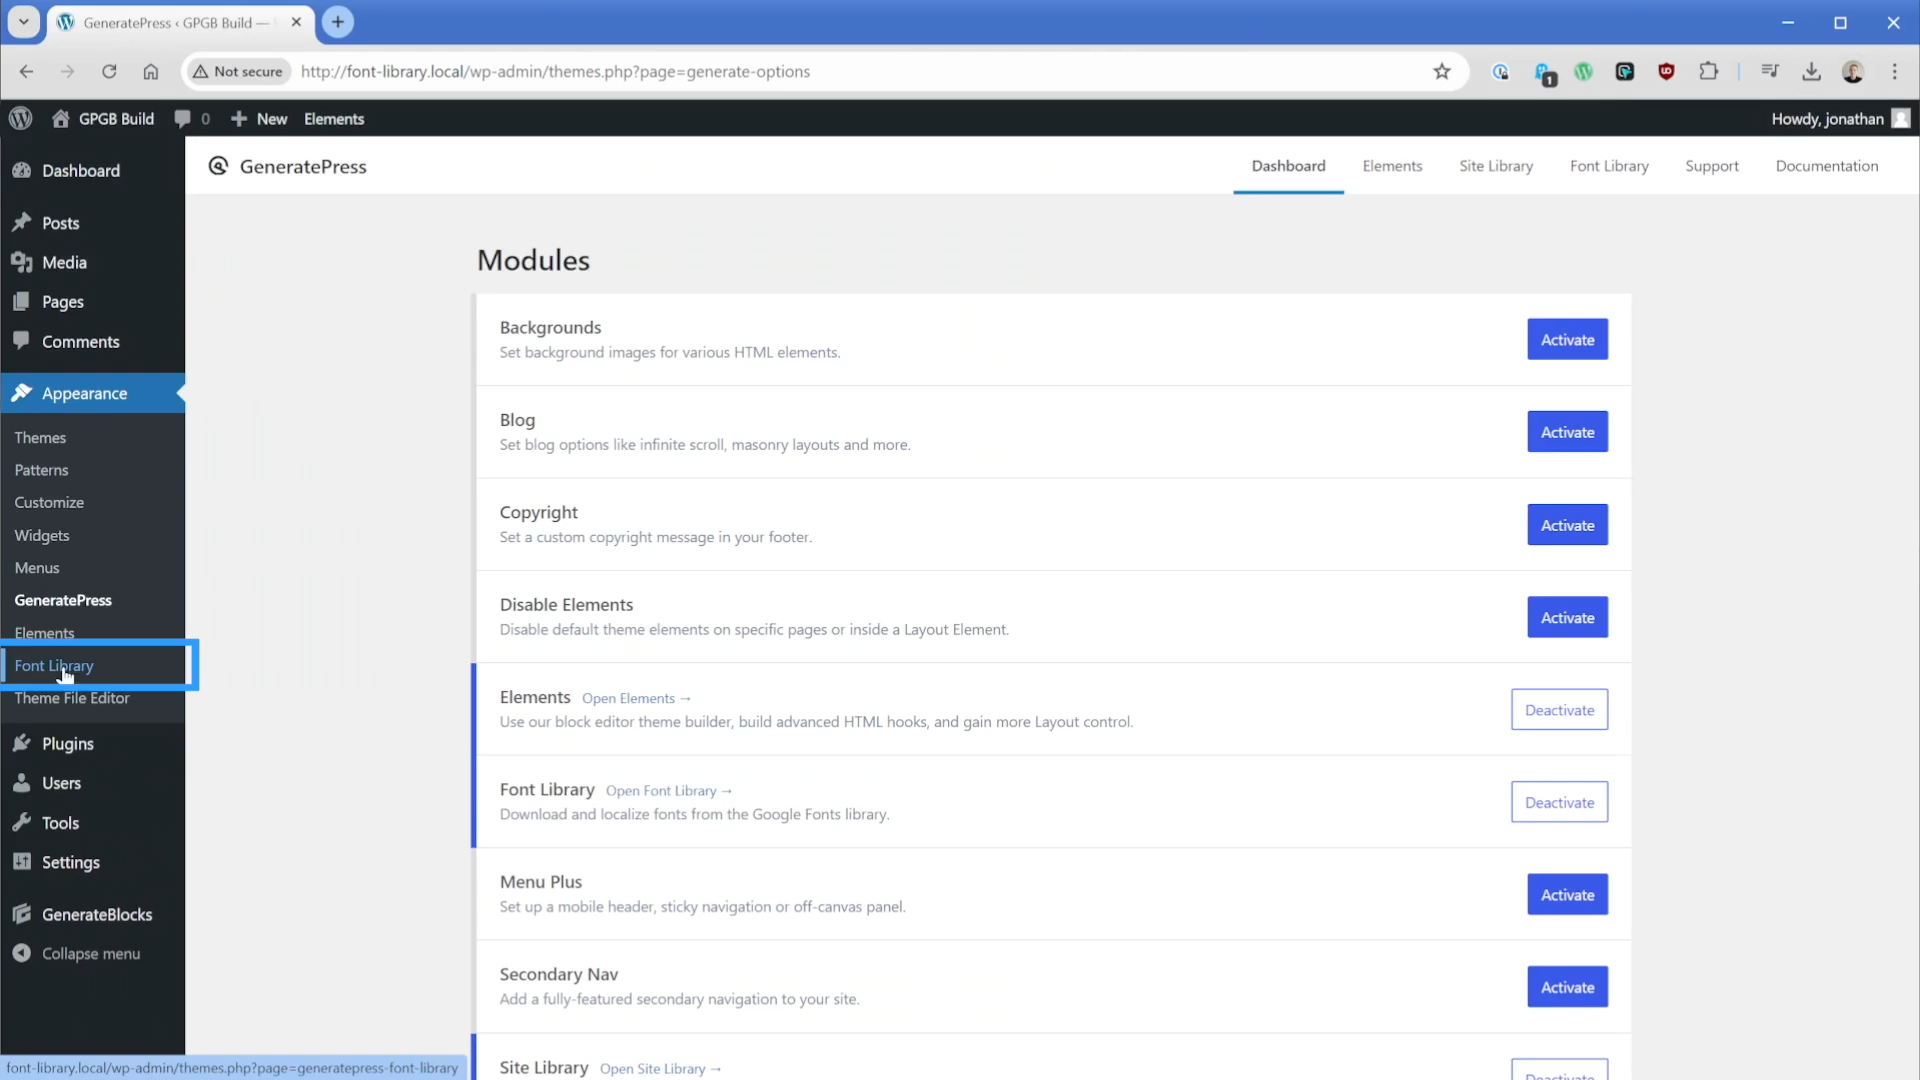 GeneratePress ‹ GPGB Build —
Not secure
http://font-library.local/wp-admin/themes.php?page=generate-options
1
GPGB Build
0
New
Elements
Howdy, jonathan
Dashboard
Posts
Media
Pages
Comments
Appearance
Themes
Patterns
Customize
Widgets
Menus
GeneratePress
Elements
Font Library
Theme File Editor
Plugins
Users
Tools
Settings
GenerateBlocks
Collapse menu
GeneratePress
Dashboard
Elements
Site Library
Font Library
Support
Documentation
Modules
Backgrounds
Set background images for various HTML elements.
Activate
Blog
Set blog options like infinite scroll, masonry layouts and more.
Activate
Copyright
Set a custom copyright message in your footer.
Activate
Disable Elements
Disable default theme elements on specific pages or inside a Layout Element.
Activate
Elements Open Elements →
Use our block editor theme builder, build advanced HTML hooks, and gain more Layout control.
Deactivate
Font Library Open Font Library →
Download and localize fonts from the Google Fonts library.
Deactivate
Menu Plus
Set up a mobile header, sticky navigation or off-canvas panel.
Activate
Secondary Nav
Add a fully-featured secondary navigation to your site.
Activate
Site Library Open Site Library →
Deactivate
font-library.local/wp-admin/themes.php?page=generatepress-font-library